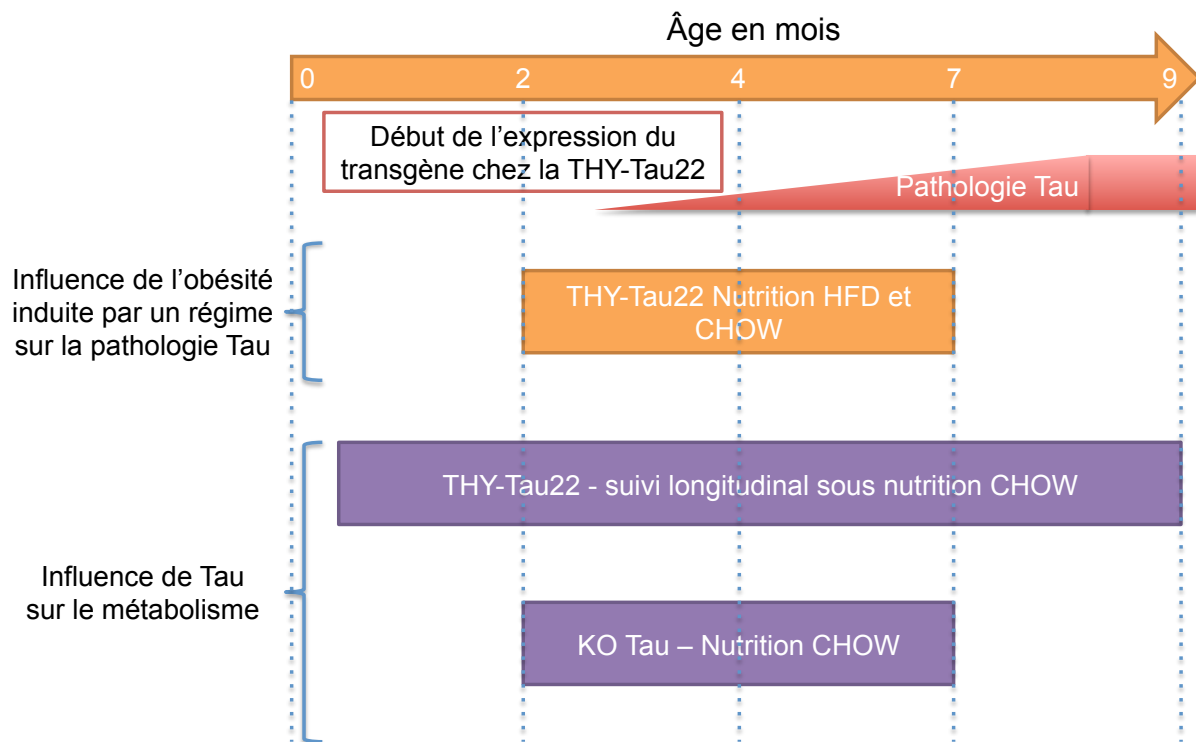 Âge en mois
0 2 4 7 9
Début de l’expression du
transgène chez la THY-Tau22
Pathologie Tau
Influence de l’obésité
induite par un régime
sur la pathologie Tau
THY-Tau22 Nutrition HFD et
CHOW
THY-Tau22 - suivi longitudinal sous nutrition CHOW
Influence de Tau
sur le métabolisme
KO Tau – Nutrition CHOW